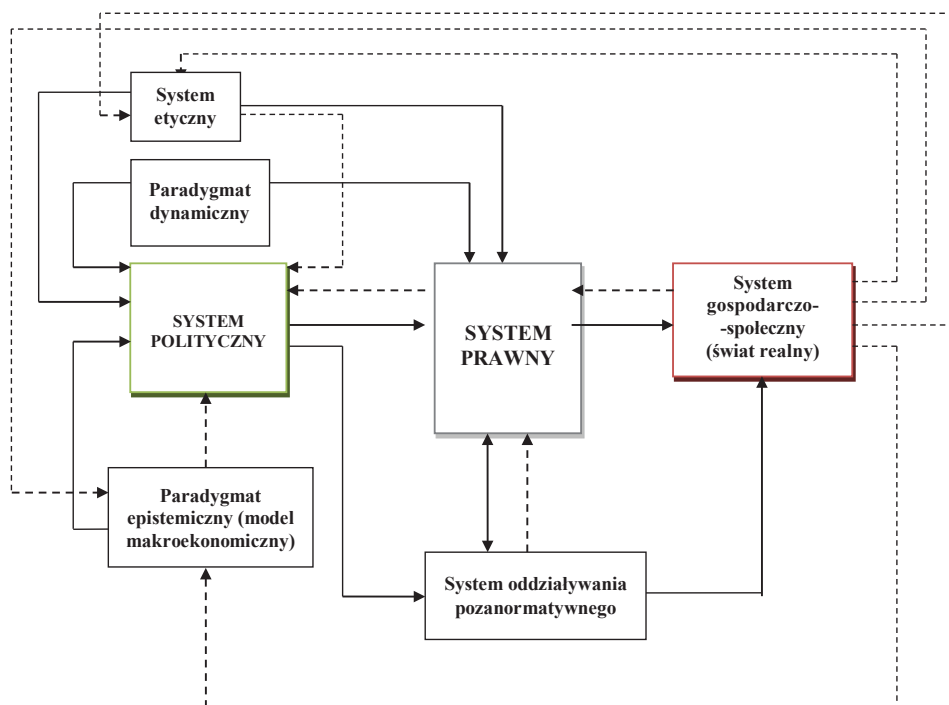 System
etyczny
Paradygmat
dynamiczny
SYSTEM
POLITYCZNY
SYSTEM
PRAWNY
System
gospodarczo-
-społeczny
(świat realny)
Paradygmat
epistemiczny (model
makroekonomiczny)
System oddziaływania
pozanormatywnego